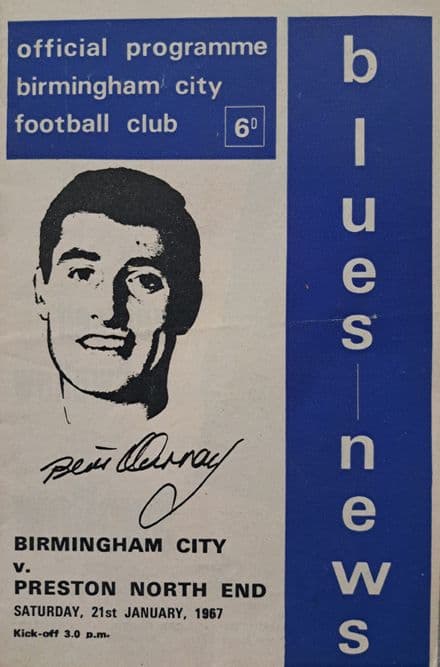 official programme
birmingham city
football club
6D
blues-news
Bert Murray
BIRMINGHAM CITY
v.
PRESTON NORTH END
SATURDAY, 21st JANUARY, 1967
Kick-off 3.0 p.m.